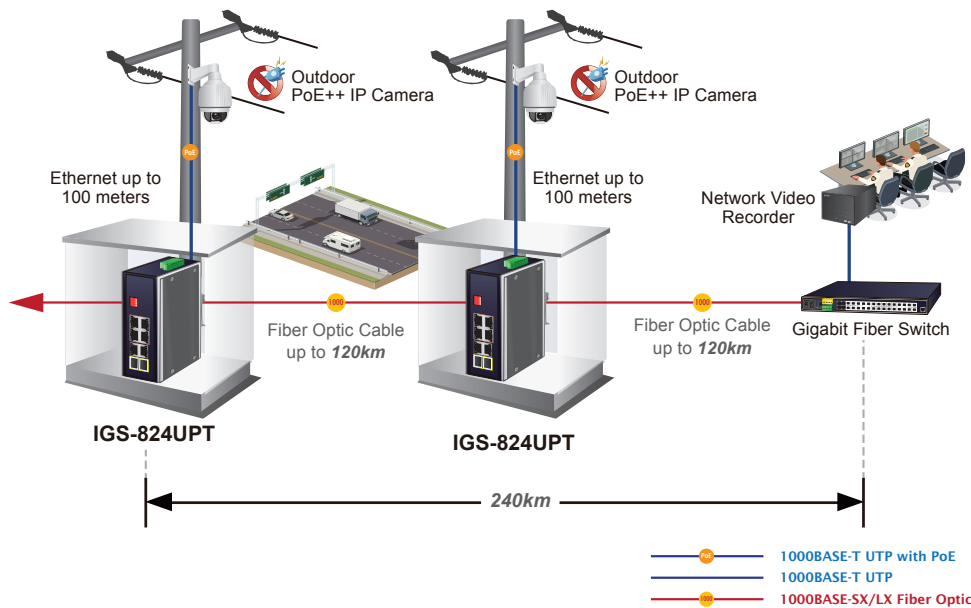 Outdoor
PoE++ IP Camera
Outdoor
PoE++ IP Camera
PoE
PoE
Ethernet up to
100 meters
Ethernet up to
100 meters
Network Video
Recorder
1000
1000
Fiber Optic Cable
up to 120km
Fiber Optic Cable
up to 120km
Gigabit Fiber Switch
IGS-824UPT
IGS-824UPT
240km
PoE
1000BASE-T UTP with PoE
1000BASE-T UTP
1000
1000BASE-SX/LX Fiber Optic